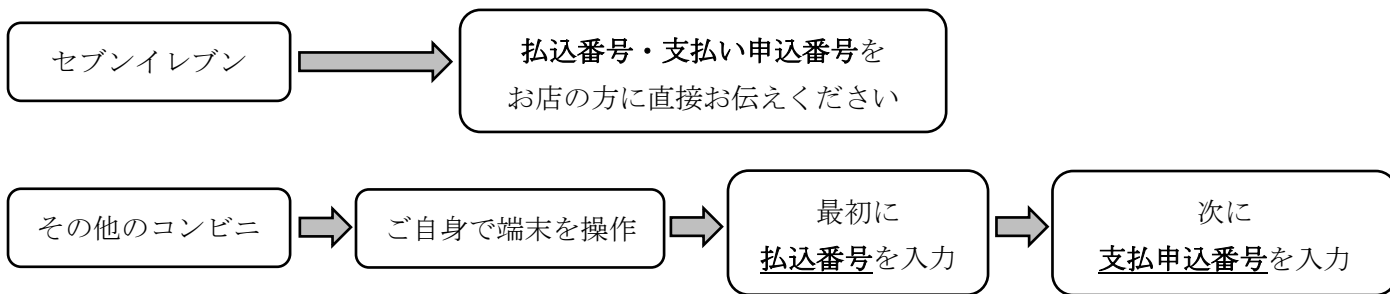 セブンイレブン
払込番号・支払い申込番号を
お店の方に直接お伝えください
その他のコンビニ
ご自身で端末を操作
最初に
払込番号を入力
次に
支払申込番号を入力